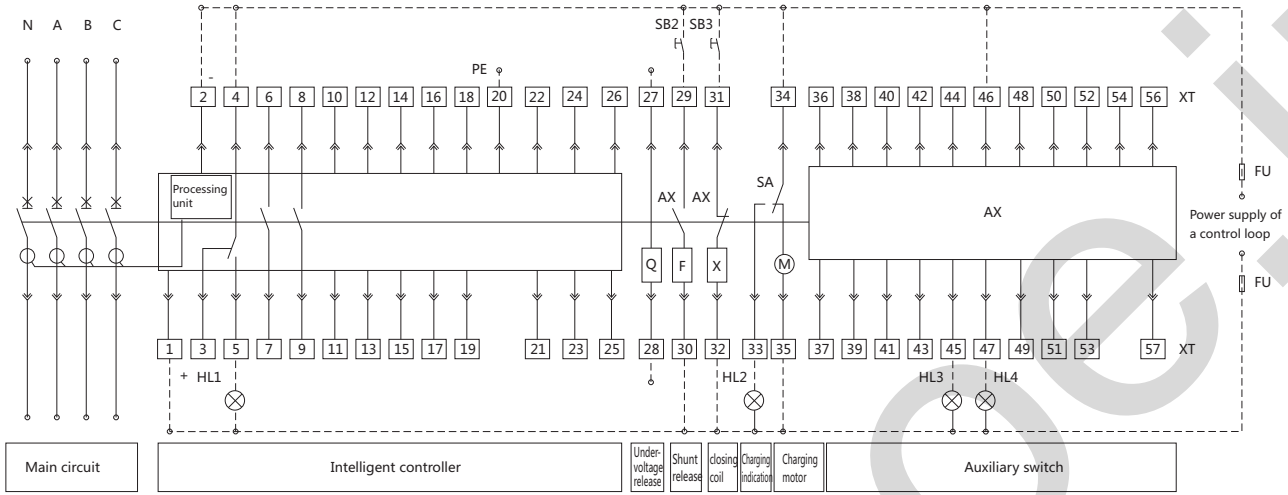 N A B C
SB2 SB3
PE
-
2 4 6 8 10 12 14 16 18 20 22 24 26 27 29 31 34 36 38 40 42 44 46 48 50 52 54 56 XT
FU
Processing
unit
AX AX SA
AX
Power supply of
a control loop
Q F X M
FU
1 3 5 7 9 11 13 15 17 19 21 23 25 28 30 32 33 35 37 39 41 43 45 47 49 51 53 57 XT
+ HL1 HL2 HL3 HL4
Main circuit
Intelligent controller
Under-
voltage
release
Shunt
release
closing
coil
Charging
indication
Charging
motor
Auxiliary switch